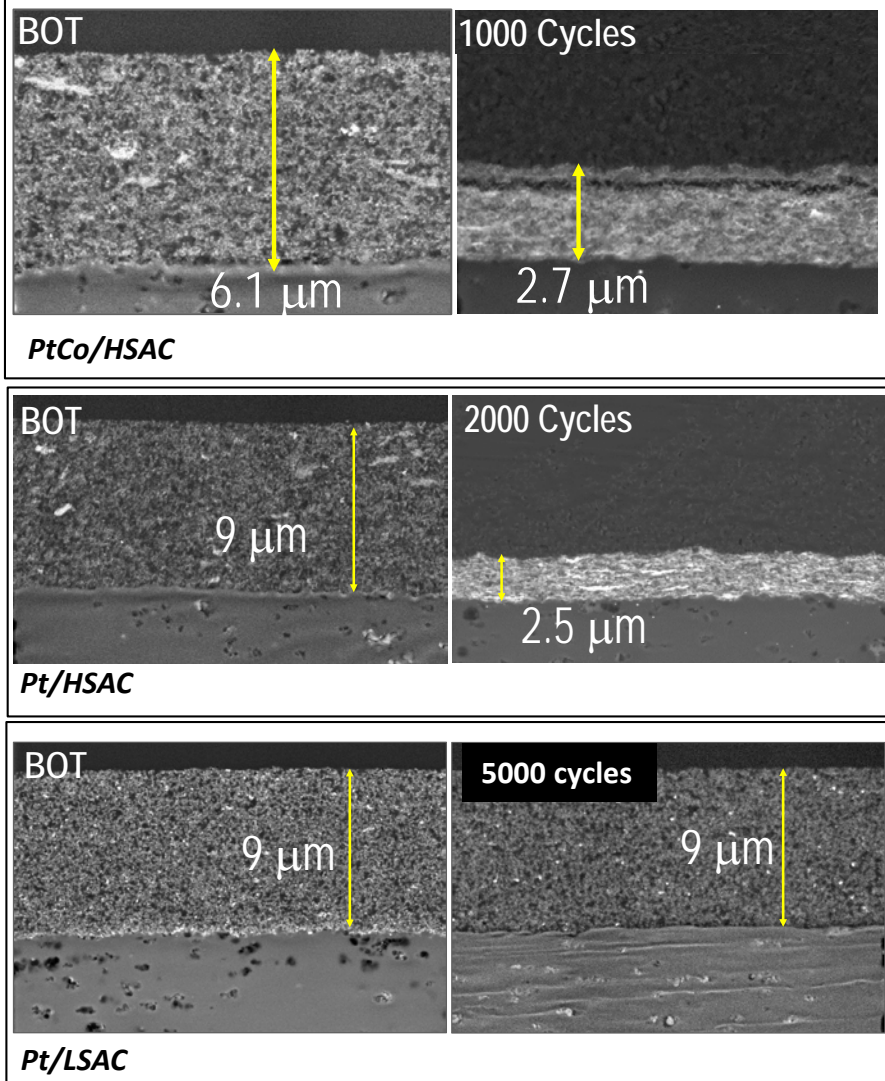 BOT
1000 Cycles
6.1 μm
2.7 μm
PtCo/HSAC
BOT
2000 Cycles
9 μm
2.5 μm
Pt/HSAC
BOT
5000 cycles
9 μm
9 μm
Pt/LSAC